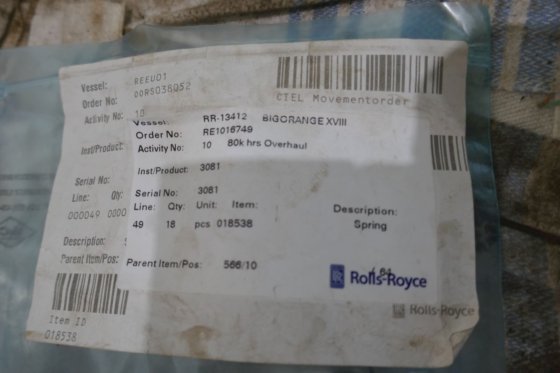 Vessel: REEUD1
Order No: DORS038Q52
Activity No: 10
CTEL Movementorder
Vessel: RR-13412 BIGORANGE XVIII
Order No: RE1016749
Activity No: 10 80k hrs Overhaul
Inst/Product:
Inst/Product: 3081
Serial No:
Serial No: 3081
Line: Qty:
Line: Qty: Unit: Item: Description:
000049
49 18 pcs 018538 Spring
Description:
Parent Item/Pos:
Parent Item/Pos: 566/10
Rolls-Royce
Rolls-Royce
Item ID
018538